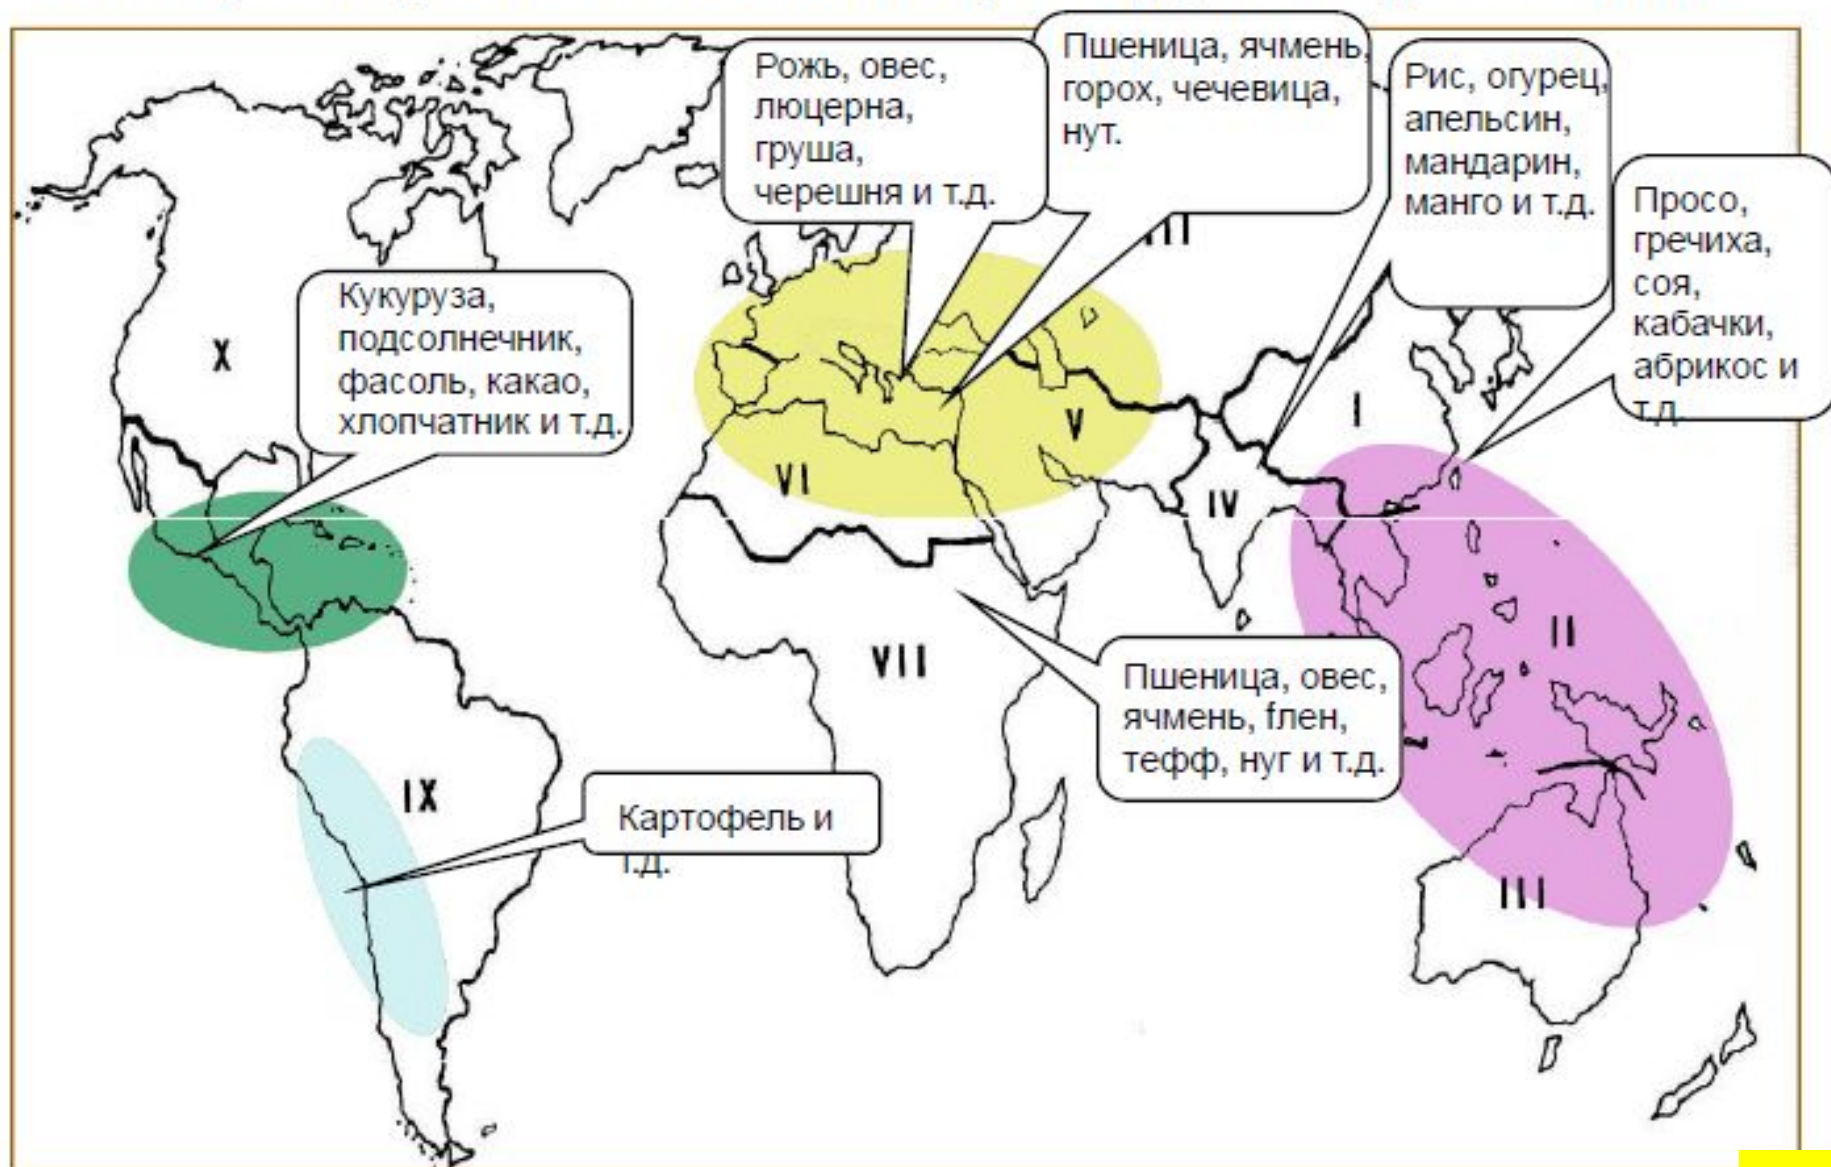 Рожь, овес,
люцерна,
груша,
черешня и т.д.
Пшеница, ячмень,
горох, чечевица,
нут.
Рис, огурец,
апельсин,
мандарин,
манго и т.д.
Просо,
гречиха,
соя,
кабачки,
абрикос и
т.д.
Кукуруза,
подсолнечник,
фасоль, какао,
хлопчатник и т.д.
Пшеница, овес,
ячмень, fлен,
тефф, нуг и т.д.
Картофель и
т.д.
X
I
V
VI
IV
II
VII
IX
III